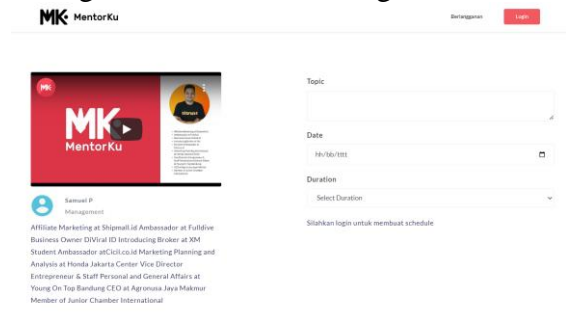 MK MentorKu
Berlangganan
Login
MK
MK
MentorKu
Samuel P
Management
Affiliate Marketing at Shipmall.id Ambassador at Fulldive
Business Owner DiViral ID Introducing Broker at XM
Student Ambassador atCicil.co.id Marketing Planning and
Analysis at Honda Jakarta Center Vice Director
Entrepreneur & Staff Personal and General Affairs at
Young On Top Bandung CEO at Agronusa Jaya Makmur
Member of Junior Chamber International
Topic
Date
hh/bb/tttt
Duration
Select Duration
Silahkan login untuk membuat schedule